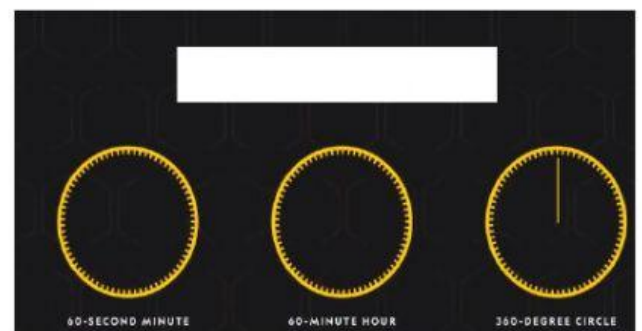 60-SECOND MINUTE
60-MINUTE HOUR
360-DEGREE CIRCLE